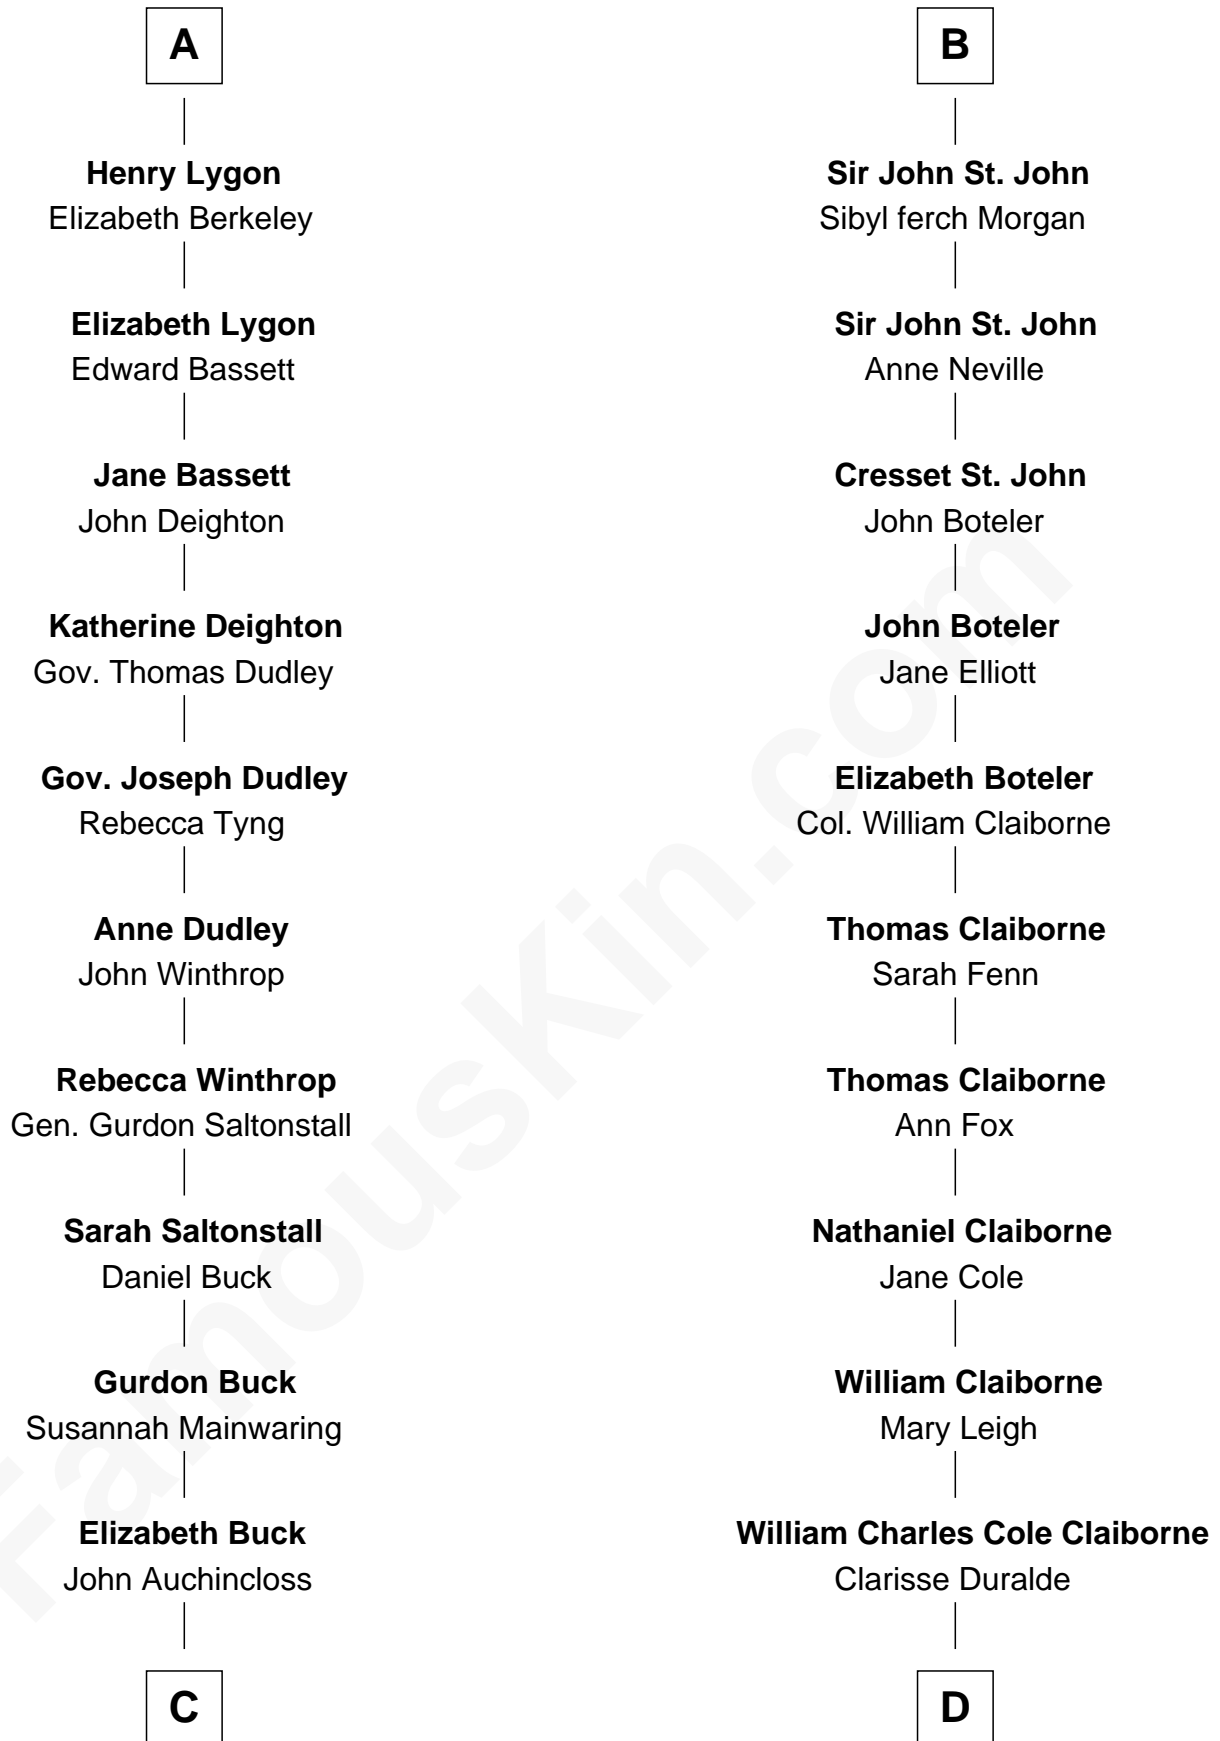 A
Henry Lygon
Elizabeth Berkeley
Elizabeth Lygon
Edward Bassett
Jane Bassett
John Deighton
Katherine Deighton
Gov. Thomas Dudley
Gov. Joseph Dudley
Rebecca Tyng
Anne Dudley
John Winthrop
Rebecca Winthrop
Gen. Gurdon Saltonstall
Sarah Saltonstall
Daniel Buck
Gurdon Buck
Susannah Mainwaring
Elizabeth Buck
John Auchincloss
C
B
Sir John St. John
Sibyl ferch Morgan
Sir John St. John
Anne Neville
Cresset St. John
John Boteler
John Boteler
Jane Elliott
Elizabeth Boteler
Col. William Claiborne
Thomas Claiborne
Sarah Fenn
Thomas Claiborne
Ann Fox
Nathaniel Claiborne
Jane Cole
William Claiborne
Mary Leigh
William Charles Cole Claiborne
Clarisse Duralde
D
FamousKin.com